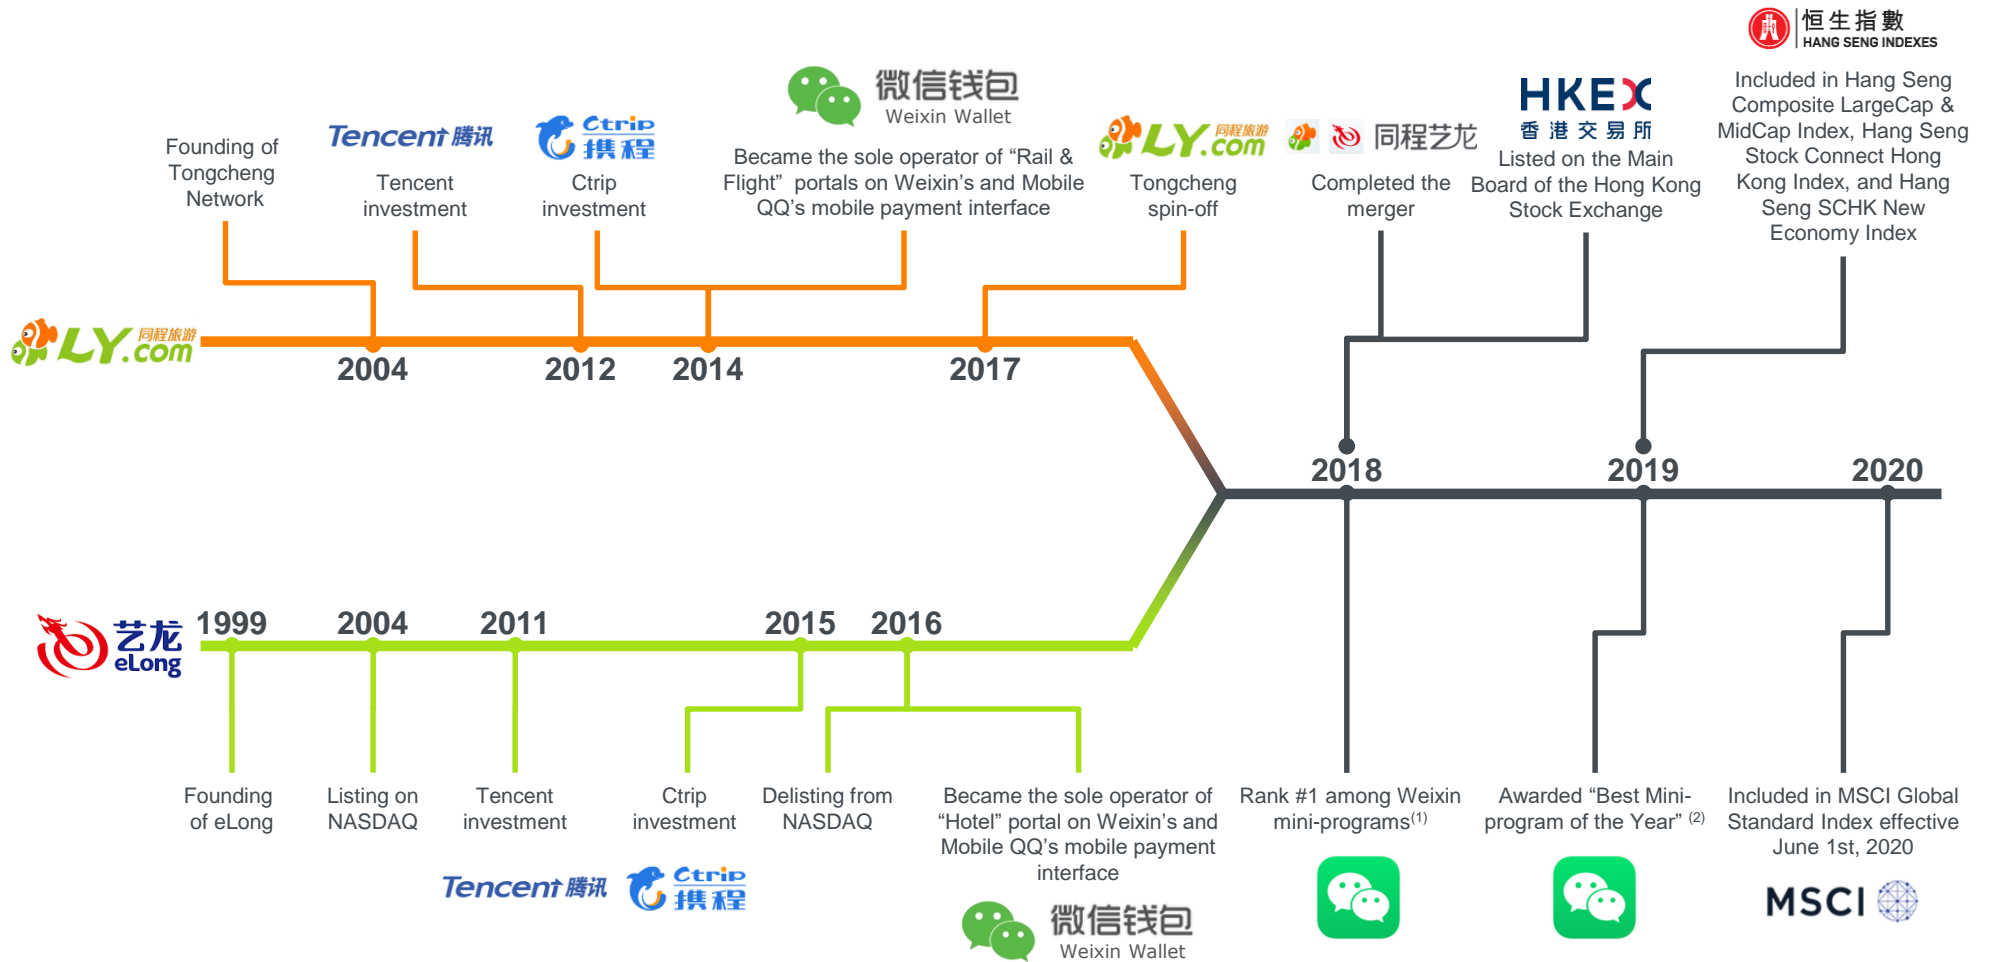 恒生指數
HANG SENG INDEXES
Included in Hang Seng
Composite LargeCap &
MidCap Index, Hang Seng
Stock Connect Hong
Kong Index, and Hang
Seng SCHK New
Economy Index
Founding of
Tongcheng
Network
Tencent 腾讯
Tencent
investment
Ctrip
携程
Ctrip
investment
微信钱包
Weixin Wallet
Became the sole operator of “Rail &
Flight” portals on Weixin’s and Mobile
QQ’s mobile payment interface
LY.com 同程旅游
Tongcheng
spin-off
同程艺龙
Completed the
merger
HKEX
香港交易所
Listed on the Main
Board of the Hong Kong
Stock Exchange
LY.com 同程旅游
2004
2012
2014
2017
2018
2019
2020
艺龙
eLong
1999
2004
2011
2015
2016
Founding
of eLong
Listing on
NASDAQ
Tencent
investment
Tencent 腾讯
Ctrip
investment
Ctrip
携程
Delisting from
NASDAQ
Became the sole operator of
“Hotel” portal on Weixin’s and
Mobile QQ’s mobile payment
interface
微信钱包
Weixin Wallet
Rank #1 among Weixin
mini-programs(1)
Awarded “Best Mini-
program of the Year” (2)
Included in MSCI Global
Standard Index effective
June 1st, 2020
MSCI